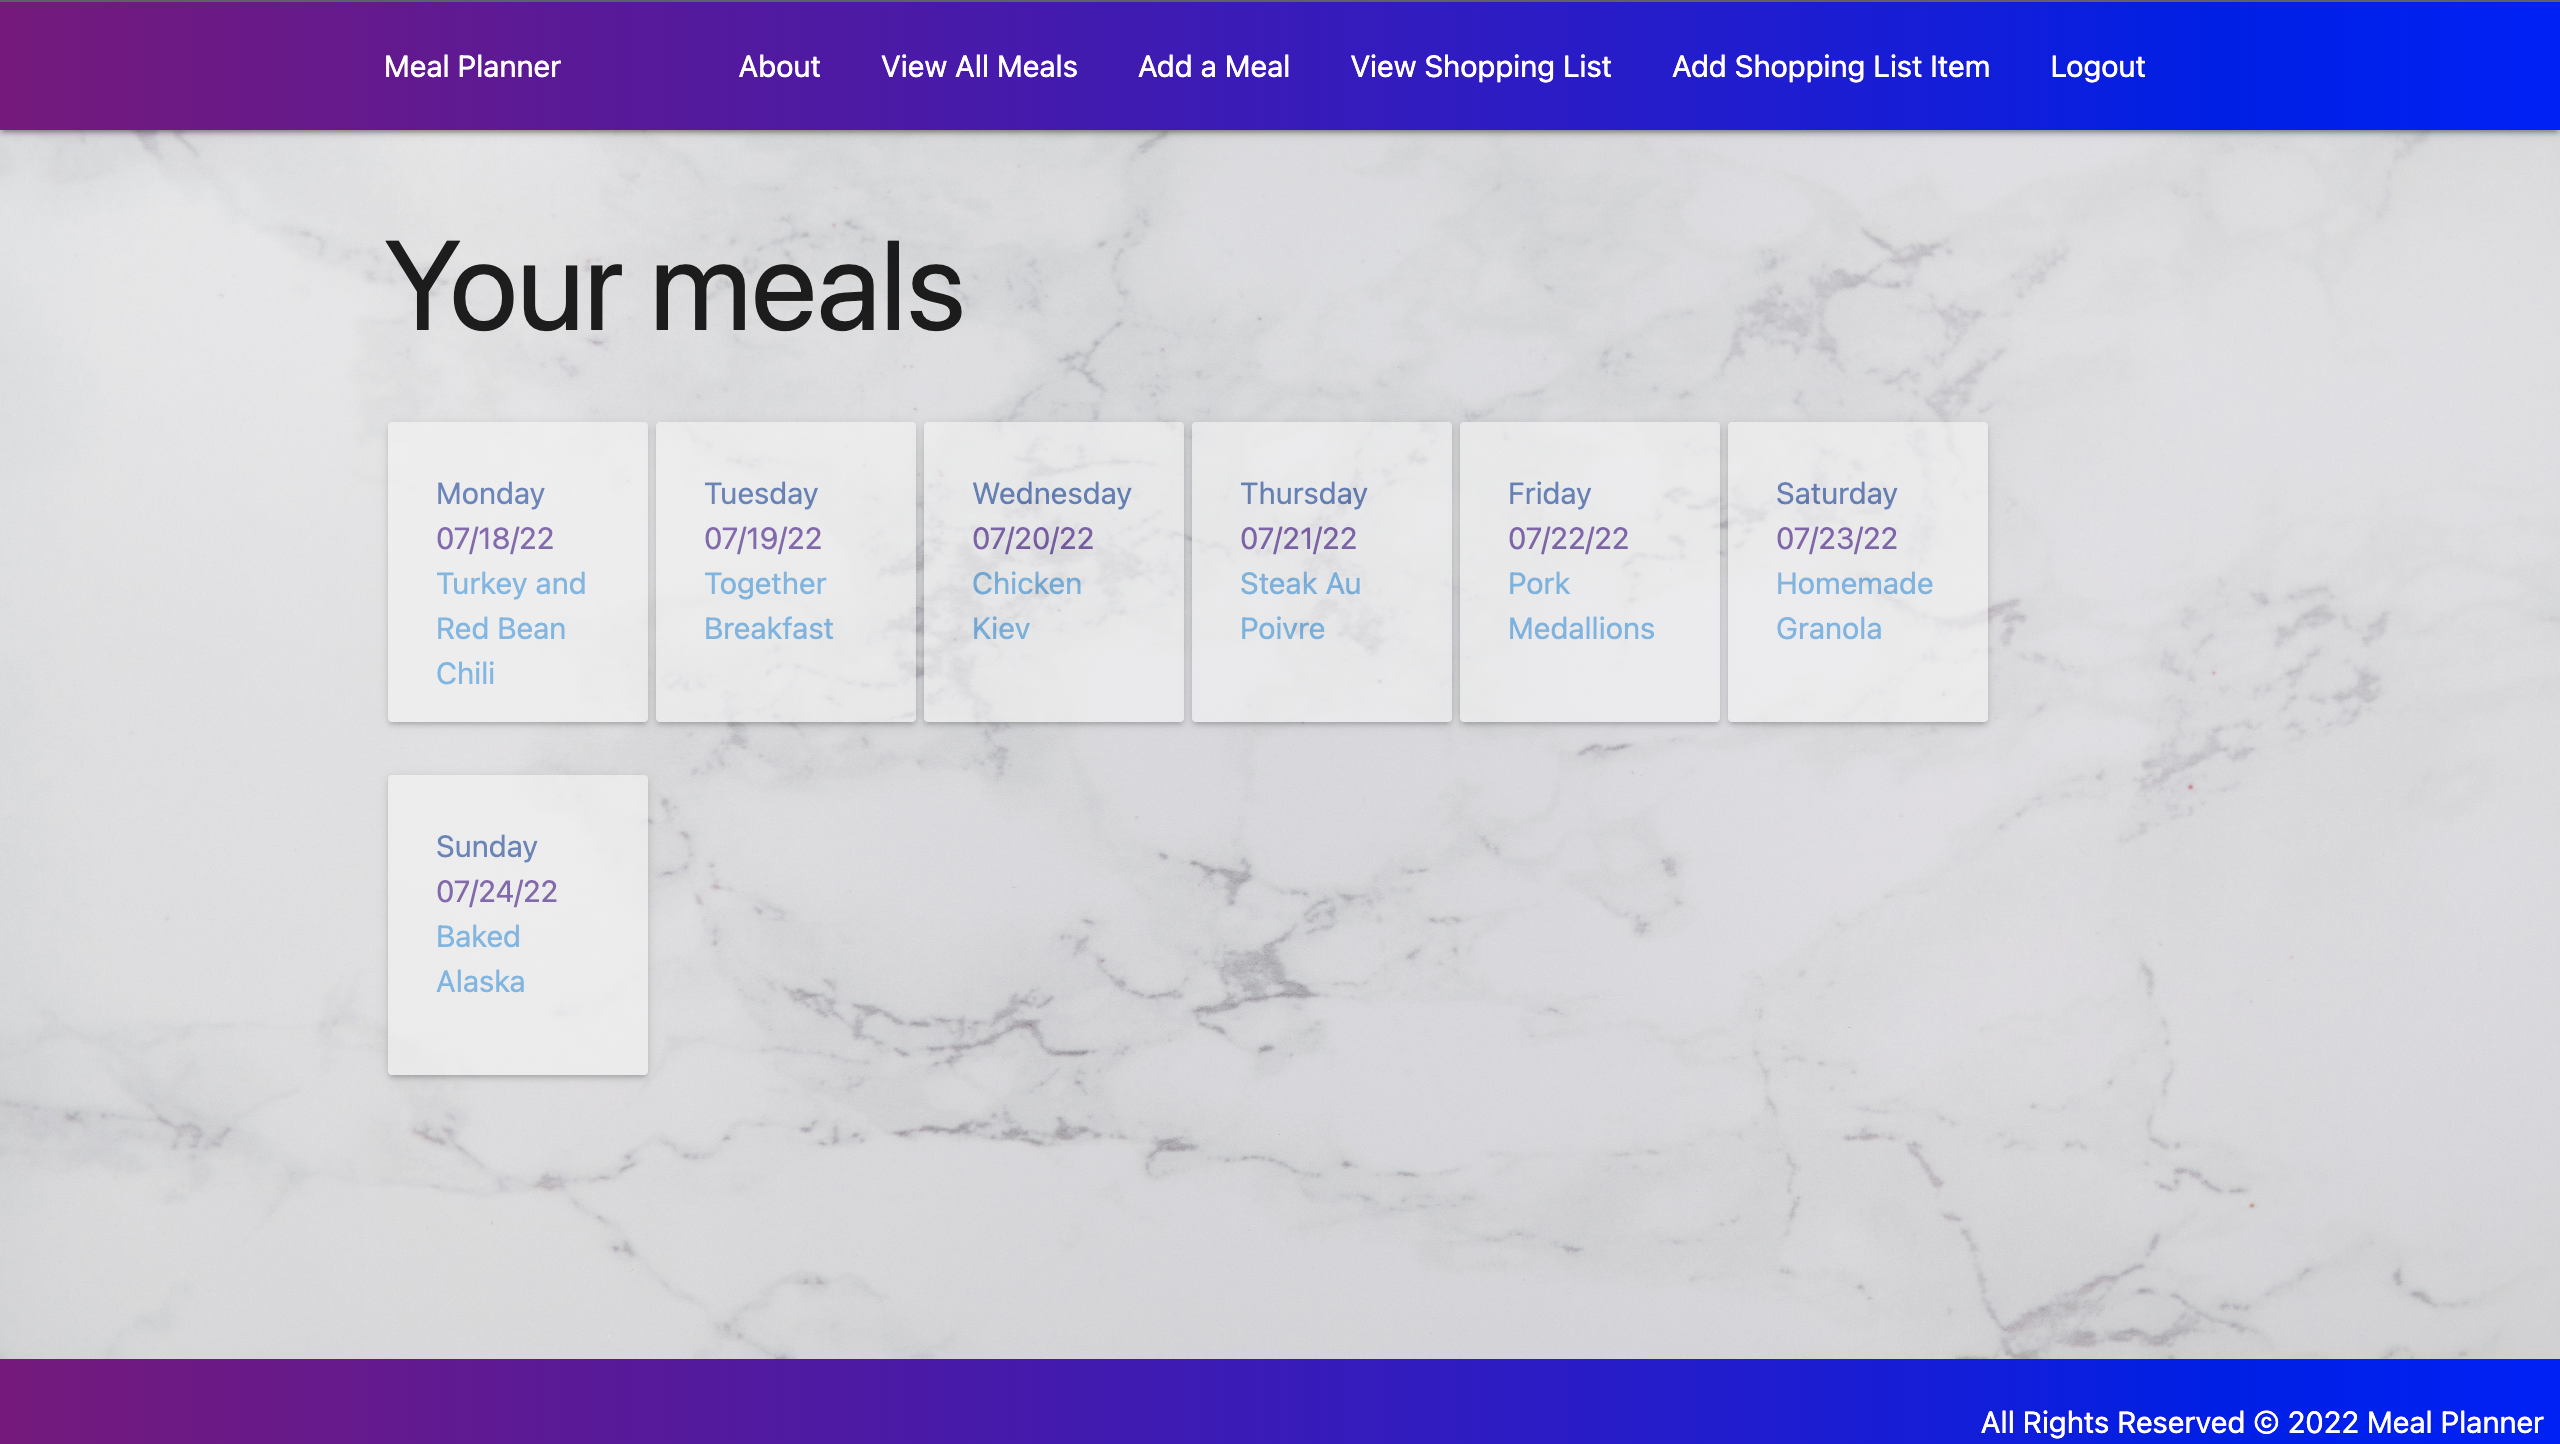 Meal Planner About View All Meals Add a Meal View Shopping List Add Shopping List Item Logout
Your meals
Monday
07/18/22
Turkey and
Red Bean
Chili
Tuesday
07/19/22
Together
Breakfast
Wednesday
07/20/22
Chicken
Kiev
Thursday
07/21/22
Steak Au
Poivre
Friday
07/22/22
Pork
Medallions
Saturday
07/23/22
Homemade
Granola
Sunday
07/24/22
Baked
Alaska
All Rights Reserved © 2022 Meal Planner